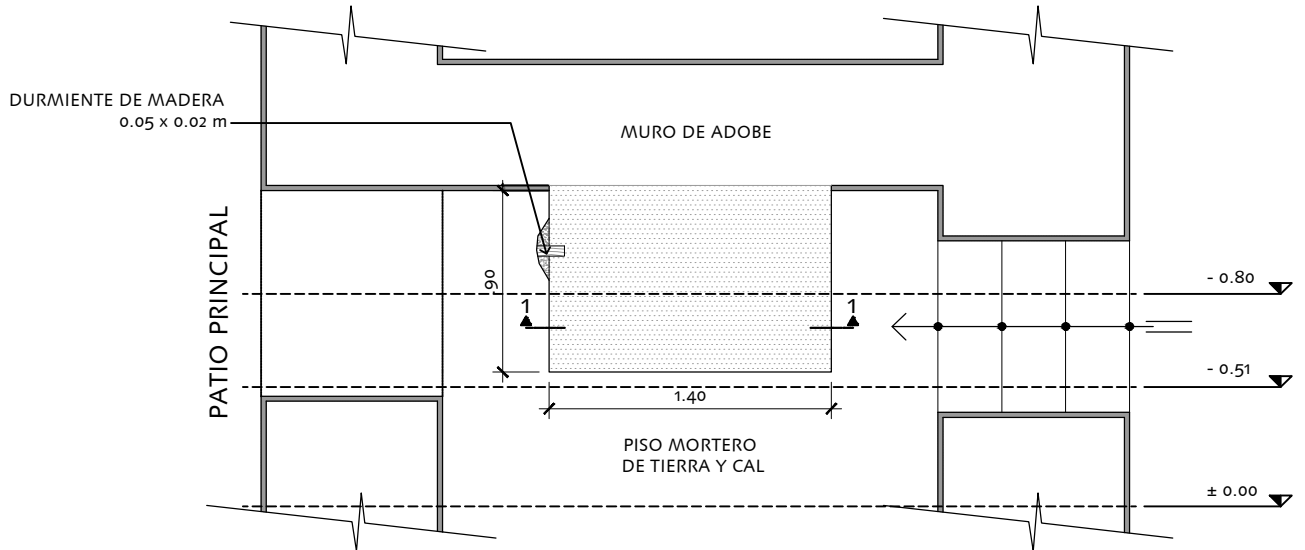 DURMIENTE DE MADERA
0.05 x 0.02 m
MURO DE ADOBE
PATIO PRINCIPAL
.90
- 0.80
1
1
- 0.51
1.40
PISO MORTERO
DE TIERRA Y CAL
± 0.00